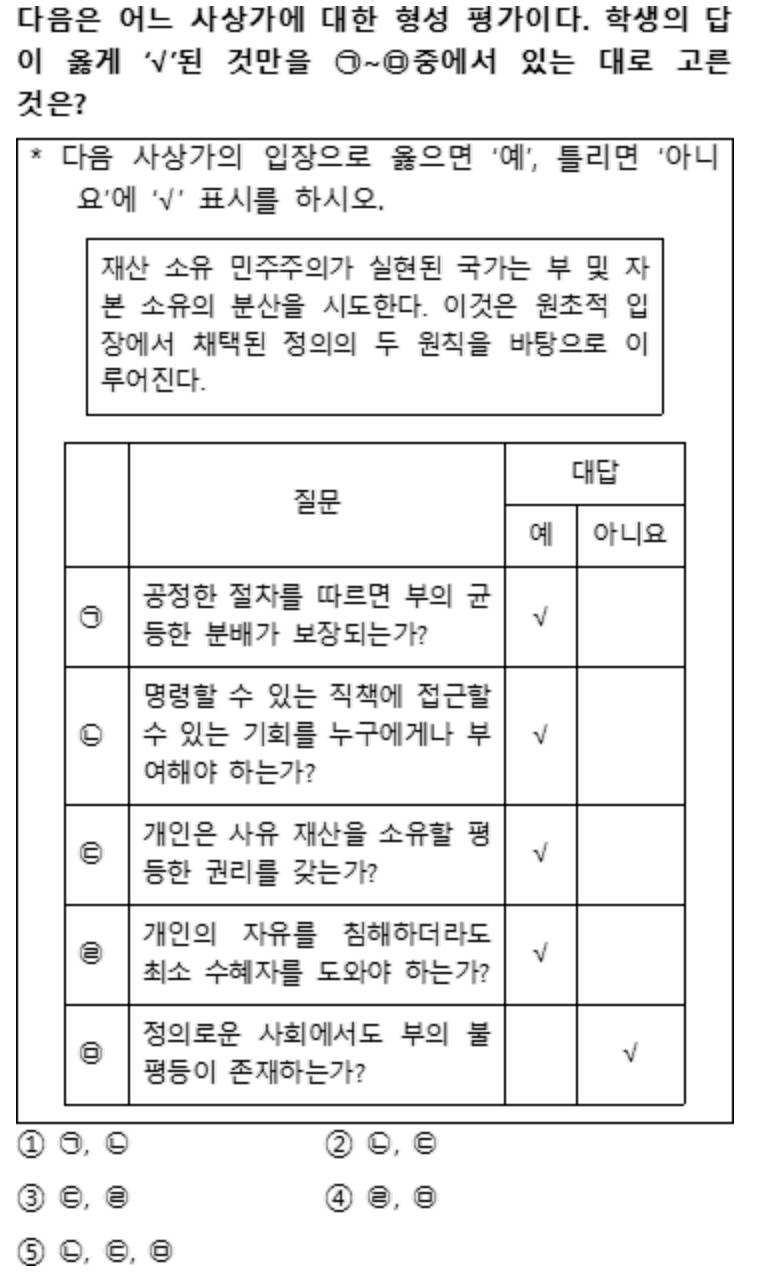 다음은 어느 사상가에 대한 형성 평가이다. 학생의 답
이 옳게 ‘√’된 것만을 ㉠~㉤중에서 있는 대로 고른
것은?
* 다음 사상가의 입장으로 옳으면 ‘예’, 틀리면 ‘아니
요’에 ‘√’ 표시를 하시오.
재산 소유 민주주의가 실현된 국가는 부 및 자
본 소유의 분산을 시도한다. 이것은 원초적 입
장에서 채택된 정의의 두 원칙을 바탕으로 이
루어진다.
질문 대답
예 아니요
㉠ 공정한 절차를 따르면 부의 균 √
등한 분배가 보장되는가?
㉡ 명령할 수 있는 직책에 접근할
수 있는 기회를 누구에게나 부 √
여해야 하는가?
㉢ 개인은 사유 재산을 소유할 평 √
등한 권리를 갖는가?
㉣ 개인의 자유를 침해하더라도 √
최소 수혜자를 도와야 하는가?
㉤ 정의로운 사회에서도 부의 불 √
평등이 존재하는가?
① ㉠, ㉡ ② ㉡, ㉢
③ ㉢, ㉣ ④ ㉣, ㉤
⑤ ㉡, ㉢, ㉤